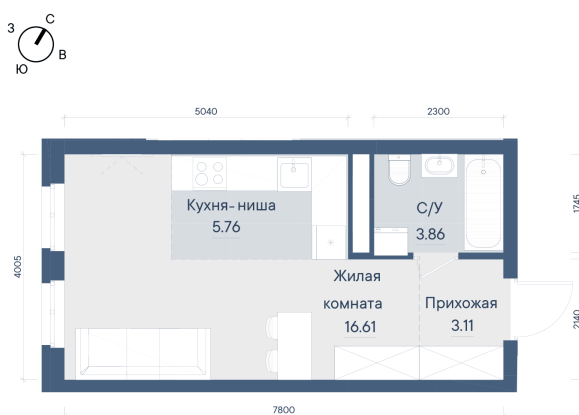 С
З
В
Ю
5040
2300
Кухня-ниша
5.76
С/У
3.86
1745
4005
Жилая
комната
16.61
Прихожая
3.11
2140
7800